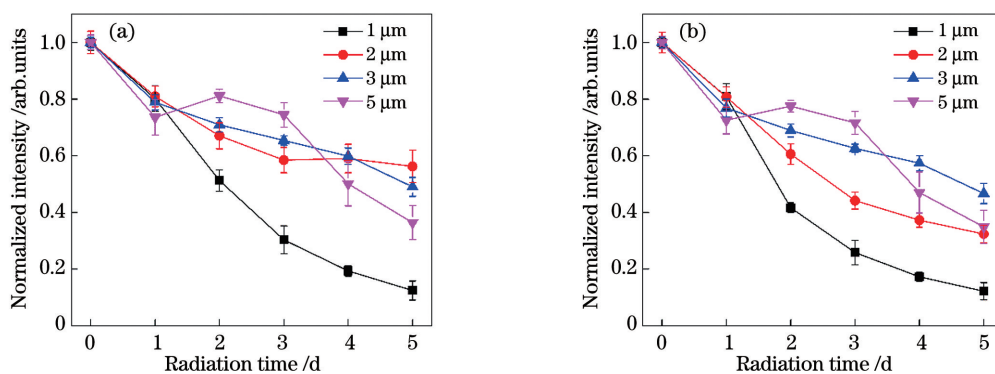 (a)
1 μm
2 μm
3 μm
5 μm
Normalized intensity /arb.units
1.0
0.8
0.6
0.4
0.2
0
0 1 2 3 4 5
Radiation time /d
(b)
1 μm
2 μm
3 μm
5 μm
Normalized intensity /arb.units
1.0
0.8
0.6
0.4
0.2
0
0 1 2 3 4 5
Radiation time /d